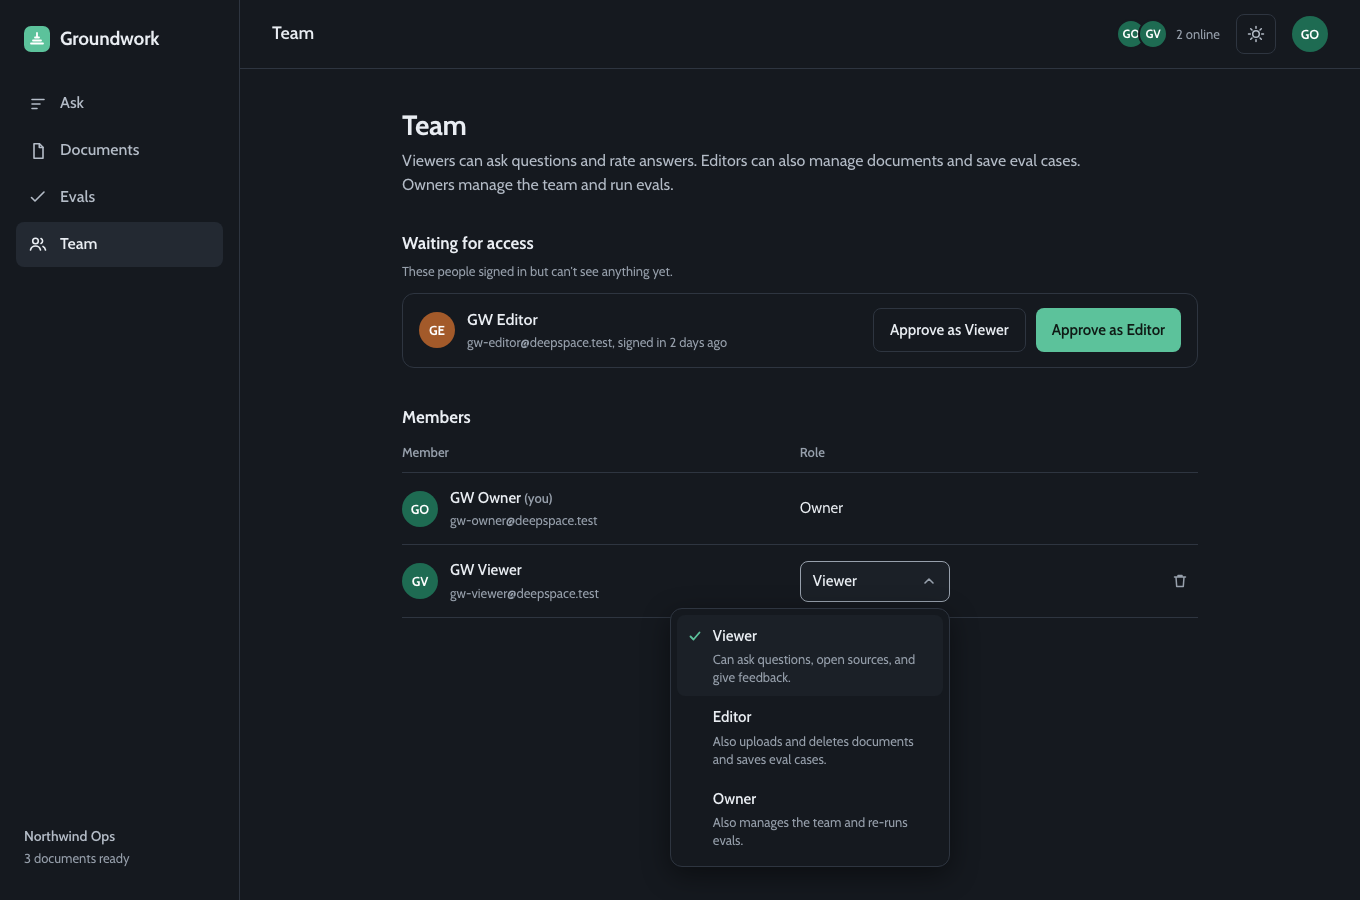 Groundwork
Team
GO GV 2 online
GO
Ask
Documents
Evals
Team
Team
Viewers can ask questions and rate answers. Editors can also manage documents and save eval cases.
Owners manage the team and run evals.
Waiting for access
These people signed in but can't see anything yet.
GE
GW Editor
gw-editor@deepspace.test, signed in 2 days ago
Approve as Viewer
Approve as Editor
Members
Member
Role
GO
GW Owner (you)
gw-owner@deepspace.test
Owner
GV
GW Viewer
gw-viewer@deepspace.test
Viewer
Viewer
Can ask questions, open sources, and
give feedback.
Editor
Also uploads and deletes documents
and saves eval cases.
Owner
Also manages the team and re-runs
evals.
Northwind Ops
3 documents ready